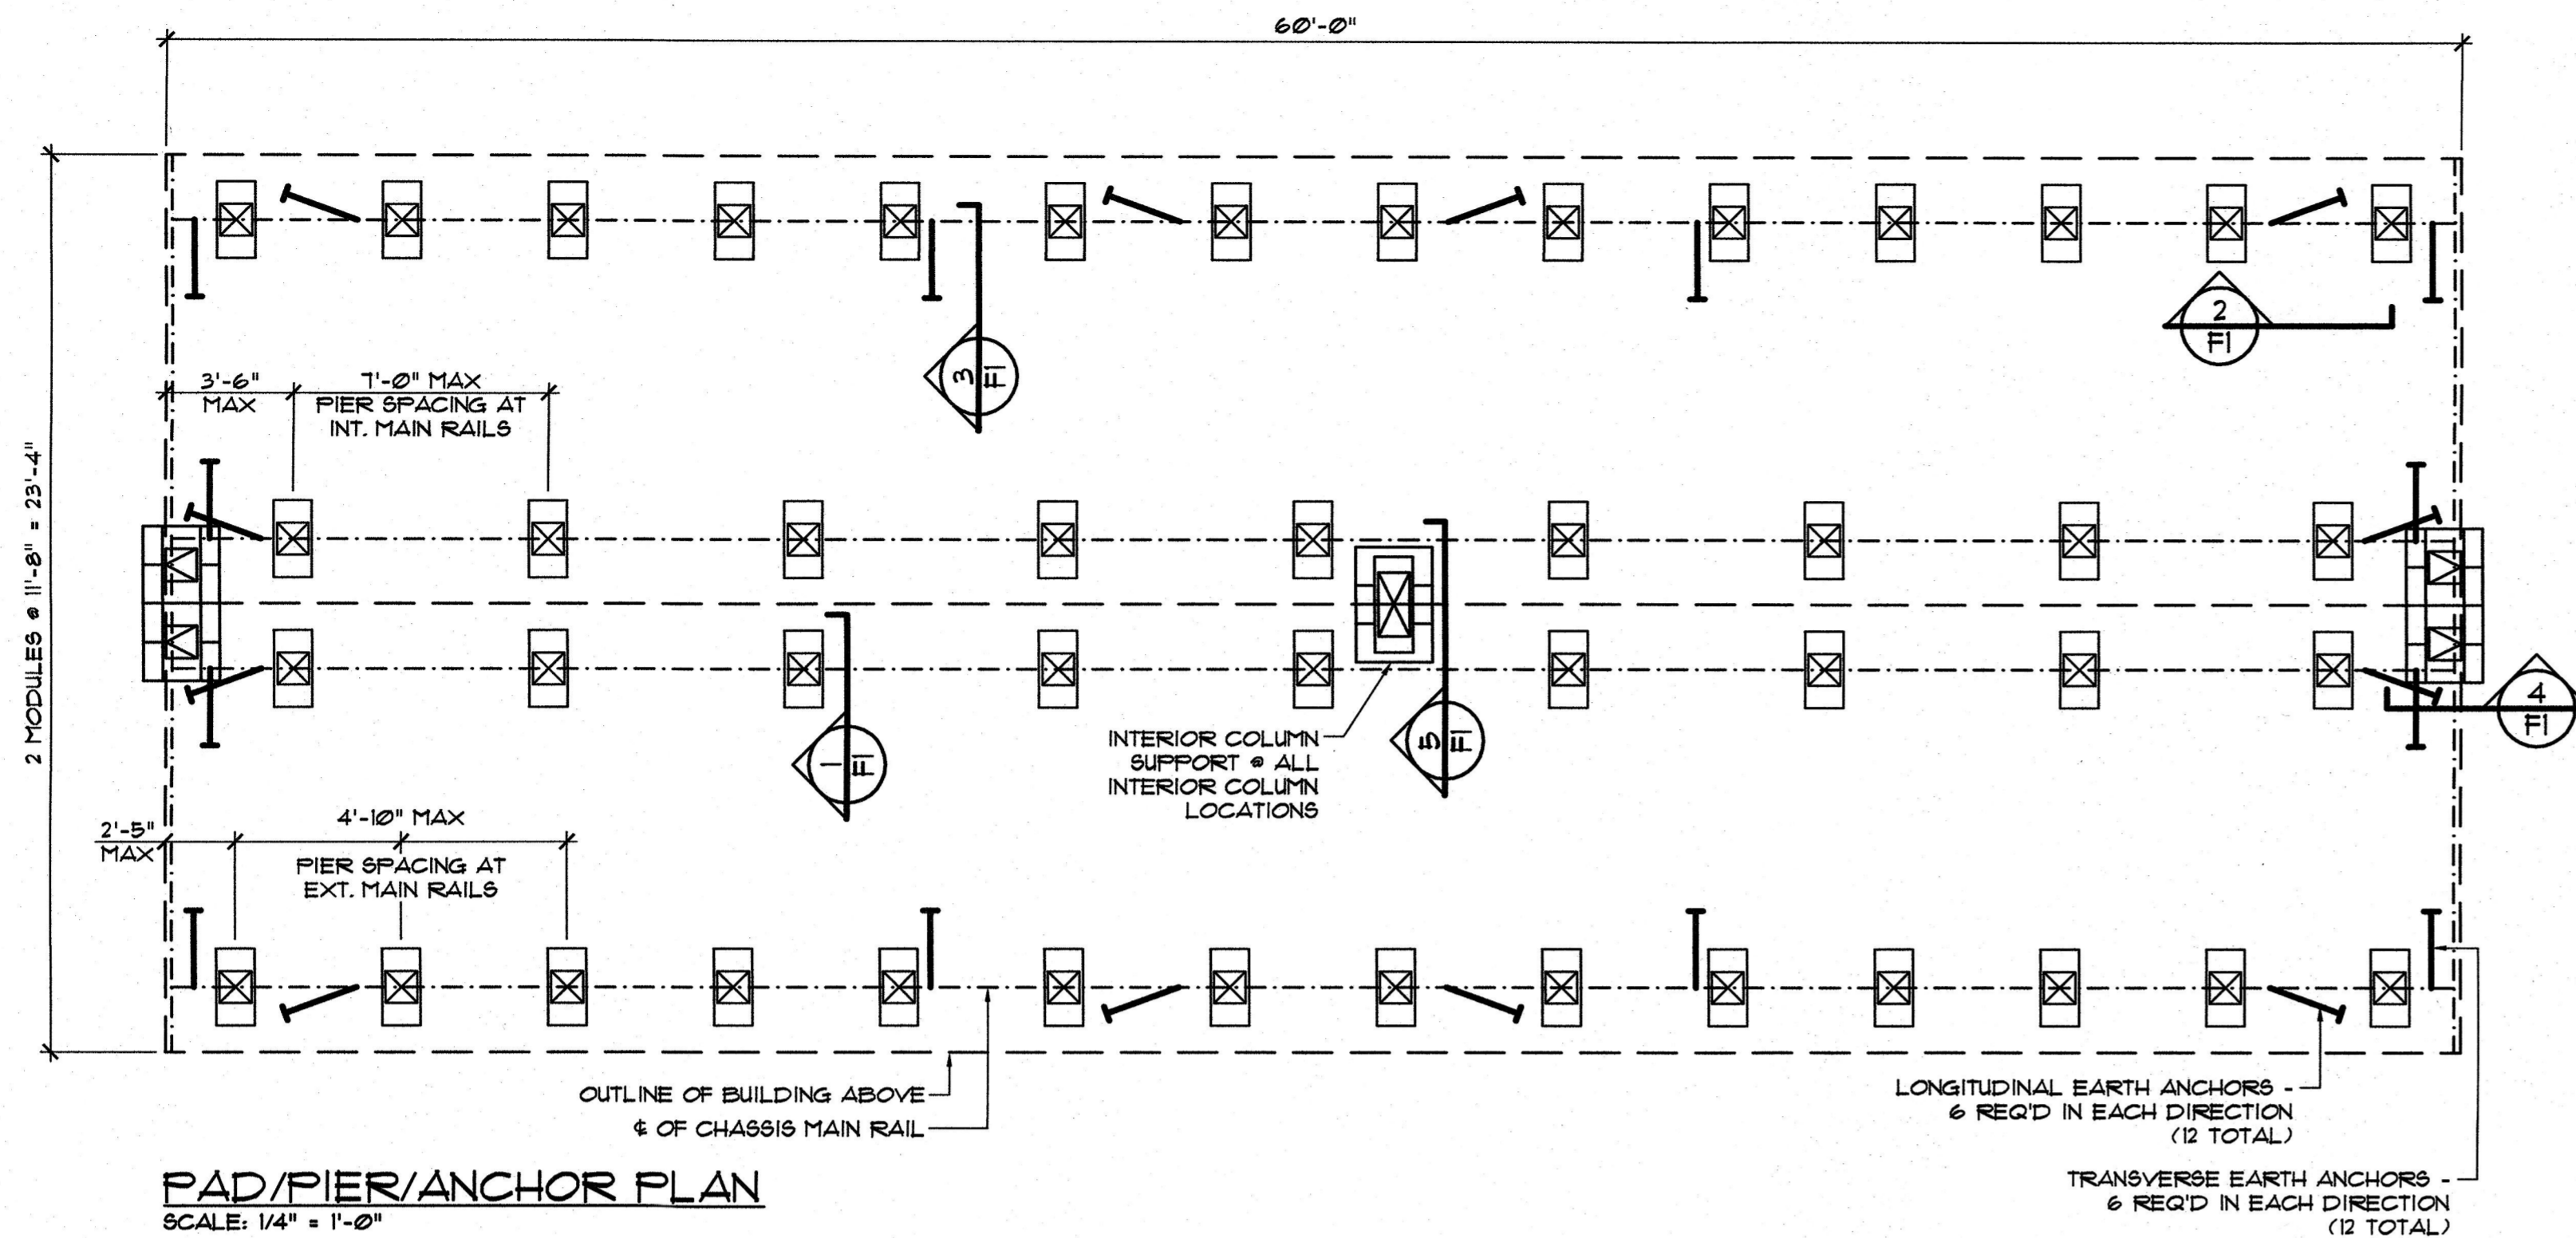 60'-0"
2 MODULES @ 11'-8" = 23'-4"
2
F1
3
F1
3'-6"
MAX
7'-0" MAX
PIER SPACING AT
INT. MAIN RAILS
4
F1
1
F1
5
F1
INTERIOR COLUMN
SUPPORT @ ALL
INTERIOR COLUMN
LOCATIONS
2'-5"
MAX
4'-10" MAX
PIER SPACING AT
EXT. MAIN RAILS
OUTLINE OF BUILDING ABOVE
℄ OF CHASSIS MAIN RAIL
LONGITUDINAL EARTH ANCHORS -
6 REQ'D IN EACH DIRECTION
(12 TOTAL)
TRANSVERSE EARTH ANCHORS -
6 REQ'D IN EACH DIRECTION
(12 TOTAL)
PAD/PIER/ANCHOR PLAN
SCALE: 1/4" = 1'-0"